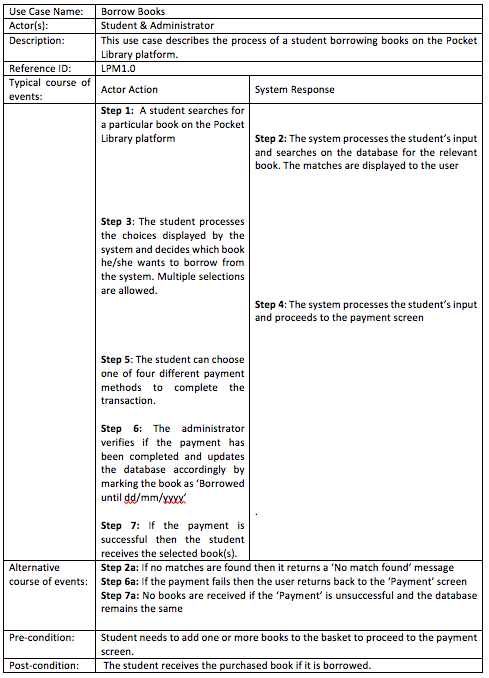 Use Case Name: Borrow Books
Actor(s): Student & Administrator
Description: This use case describes the process of a student borrowing books on the Pocket
Library platform.
Reference ID: LPM1.0
Typical course of
events:
Actor Action
System Response
Step 1: A student searches for
a particular book on the Pocket
Library platform
Step 2: The system processes the student's input
and searches on the database for the relevant
book. The matches are displayed to the user
Step 3: The student processes
the choices displayed by the
system and decides which book
he/she wants to borrow from
the system. Multiple selections
are allowed.
Step 4: The system processes the student's input
and proceeds to the payment screen
Step 5: The student can choose
one of four different payment
methods to complete the
transaction.
Step 6: The administrator
verifies if the payment has
been completed and updates
the database accordingly by
marking the book as 'Borrowed
until dd/mm/yyyy'
.
Step 7: If the payment is
successful then the student
receives the selected book(s).
Alternative
course of events:
Step 2a: If no matches are found then it returns a 'No match found' message
Step 6a: If the payment fails then the user returns back to the 'Payment' screen
Step 7a: No books are received if the 'Payment' is unsuccessful and the database
remains the same
Pre-condition: Student needs to add one or more books to the basket to proceed to the payment
screen.
Post-condition: The student receives the purchased book if it is borrowed.